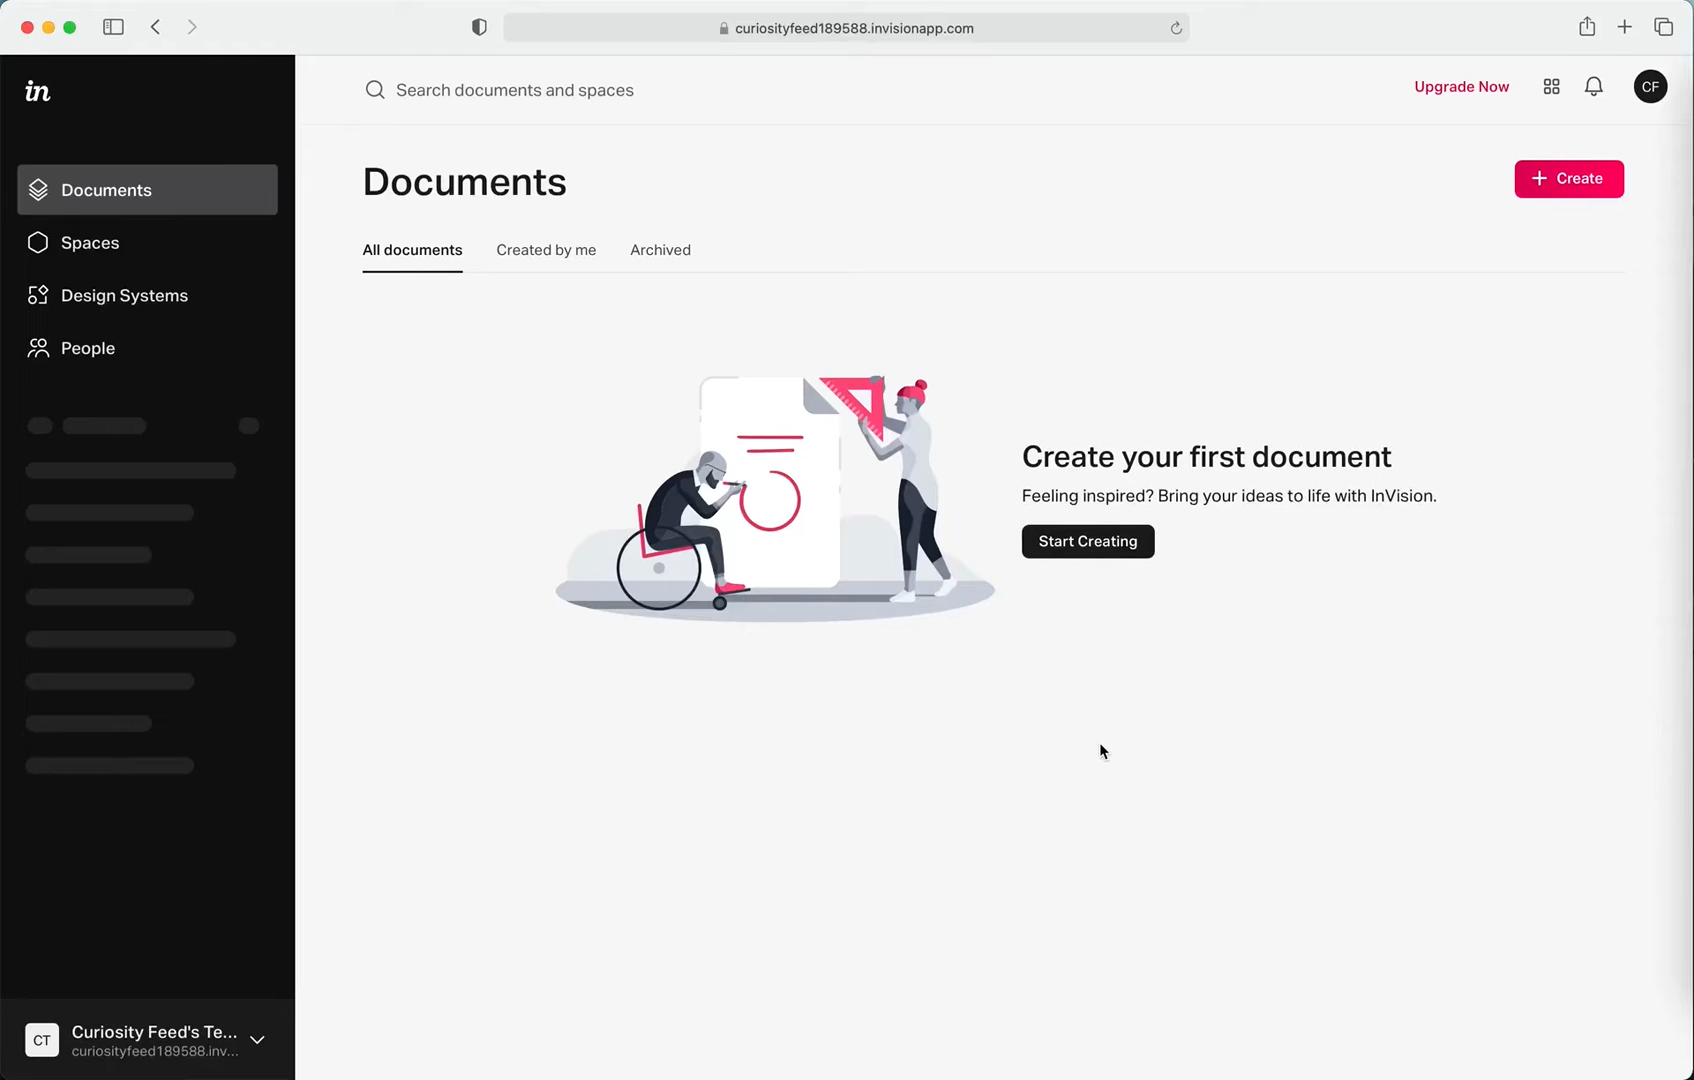 curiosityfeed189588.invisionapp.com
in
Search documents and spaces
Upgrade Now
CF
Documents
Spaces
Design Systems
People
Documents
Create
All documents
Created by me
Archived
Create your first document
Feeling inspired? Bring your ideas to life with InVision.
Start Creating
CT
Curiosity Feed's Te...
curiosityfeed189588.inv...